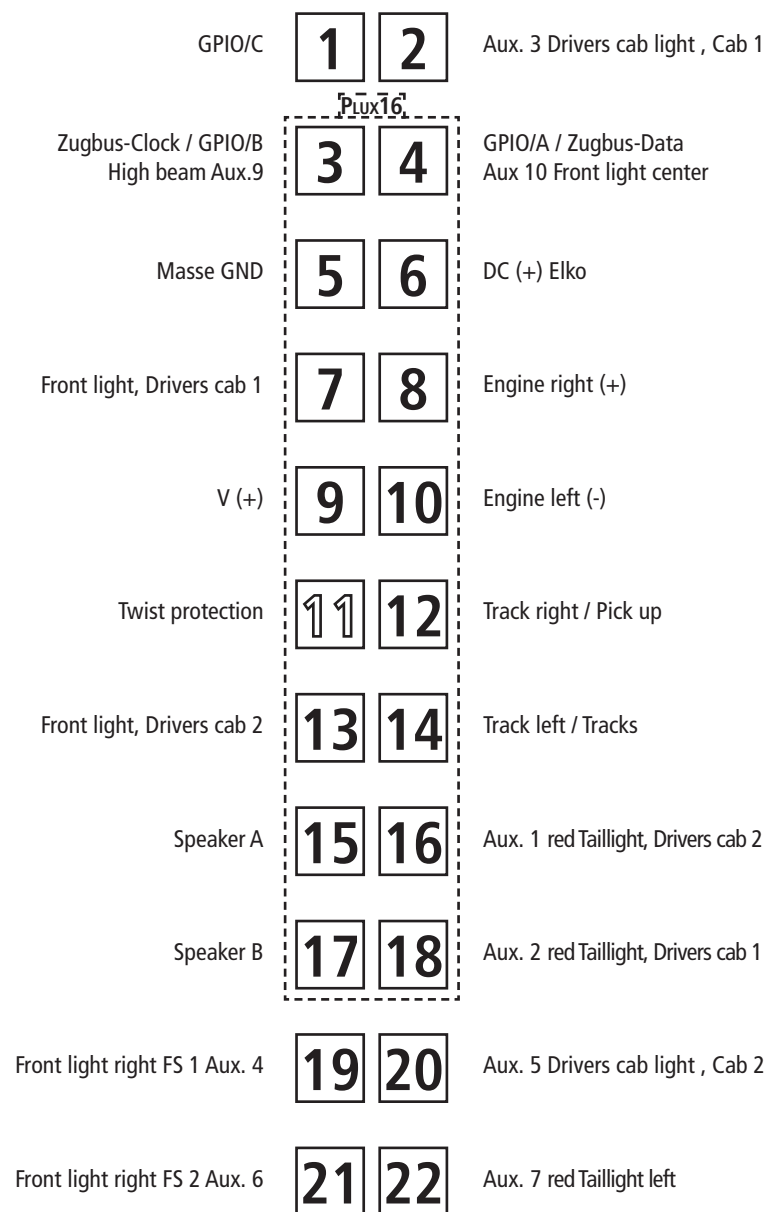 GPIO/C 1 2 Aux. 3 Drivers cab light , Cab 1
PLUX16
Zugbus-Clock / GPIO/B
High beam Aux.9
3 4
GPIO/A / Zugbus-Data
Aux 10 Front light center
Masse GND 5 6 DC (+) Elko
Front light, Drivers cab 1 7 8 Engine right (+)
V (+) 9 10 Engine left (-)
Twist protection 11 12 Track right / Pick up
Front light, Drivers cab 2 13 14 Track left / Tracks
Speaker A 15 16 Aux. 1 red Taillight, Drivers cab 2
Speaker B 17 18 Aux. 2 red Taillight, Drivers cab 1
Front light right FS 1 Aux. 4 19 20 Aux. 5 Drivers cab light , Cab 2
Front light right FS 2 Aux. 6 21 22 Aux. 7 red Taillight left